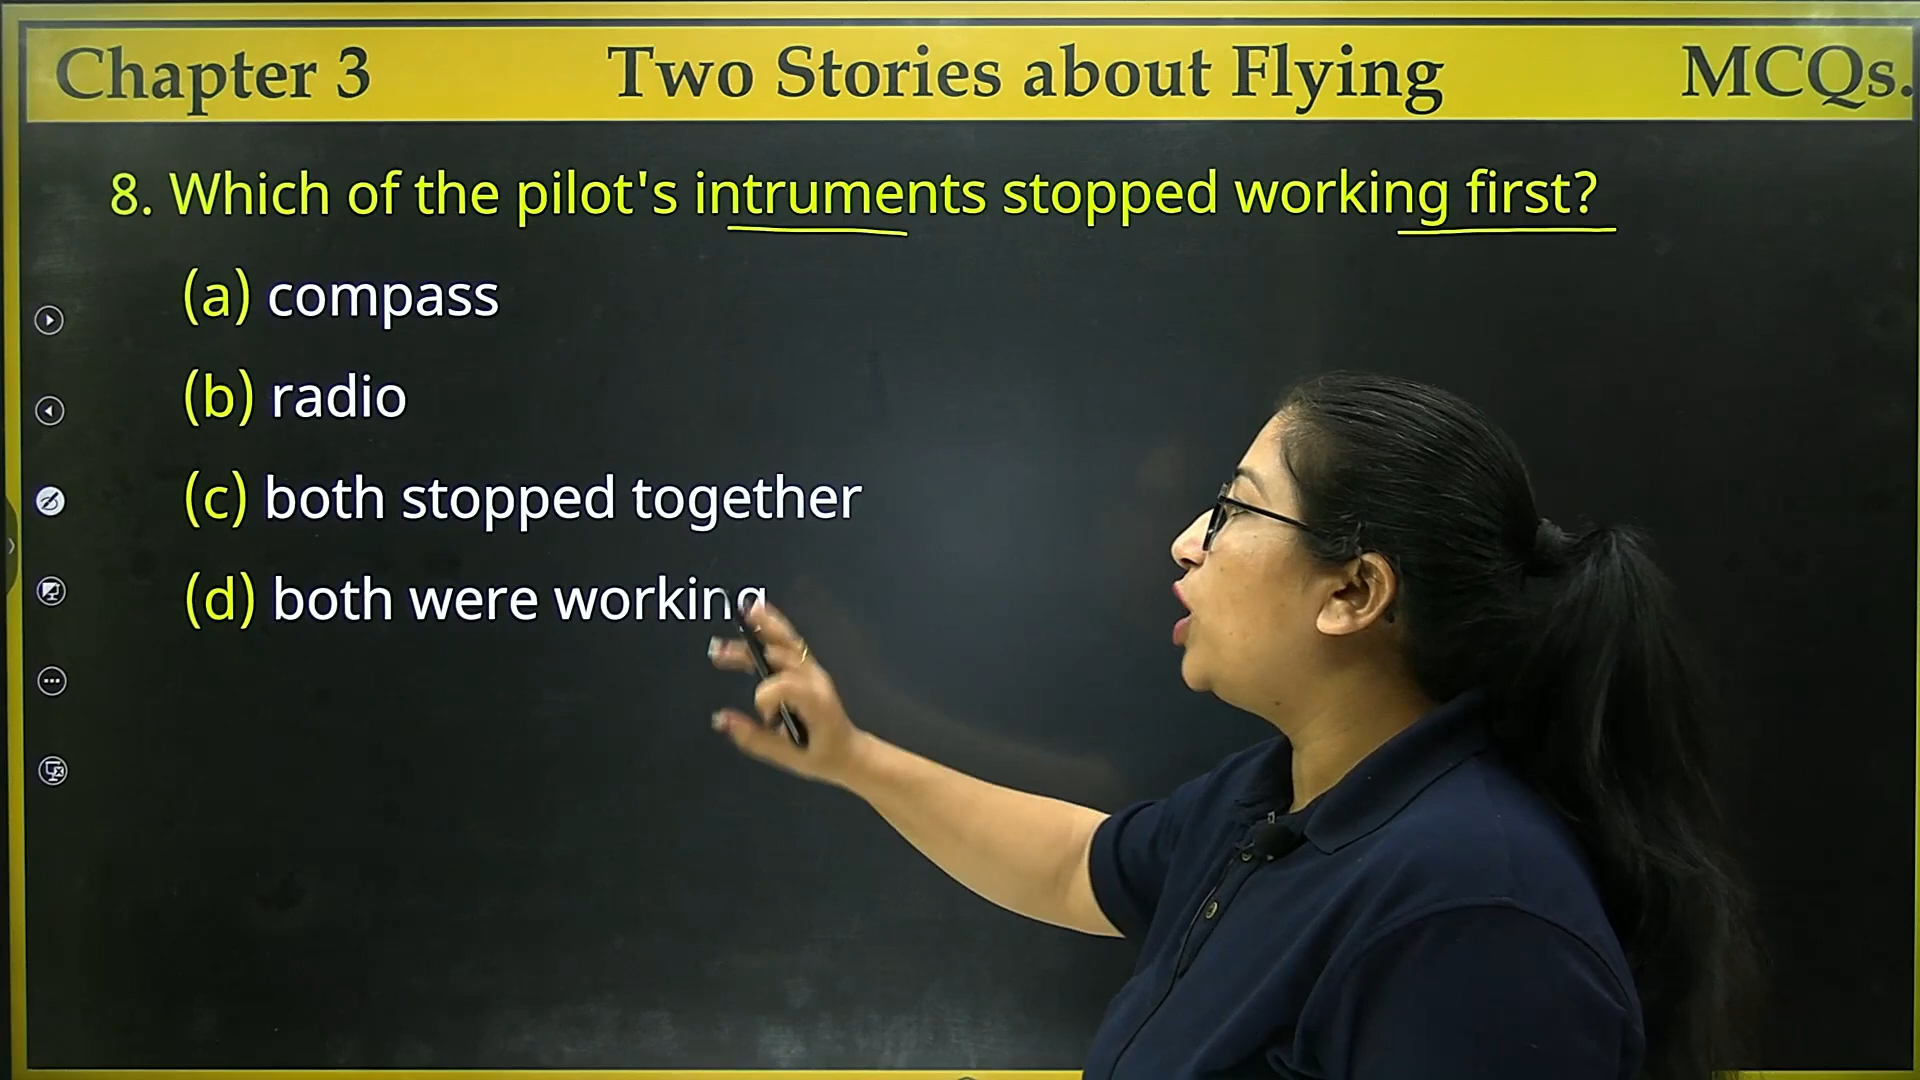 Chapter 3 Two Stories about Flying MCQs.
8. Which of the pilot's intruments stopped working first?
(a) compass
(b) radio
(c) both stopped together
(d) both were working